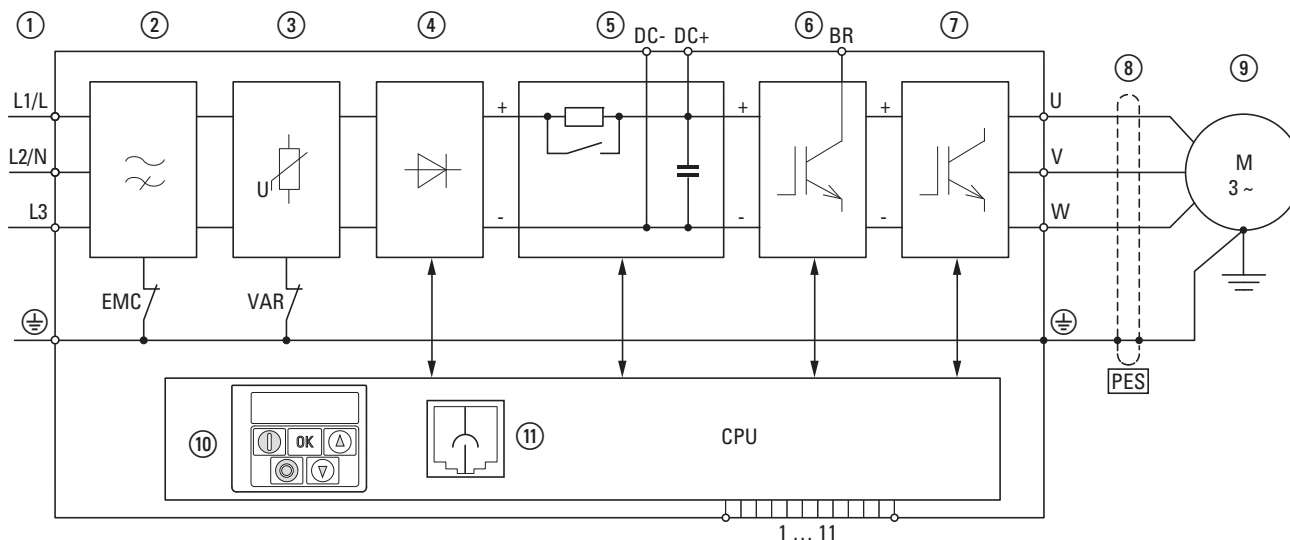 ① ② ③ ④ ⑤ DC- DC+ ⑥ BR ⑦ ⑧ ⑨
L1/L + + + U
L2/N U V M
3 ~
L3 - - - W
EMC VAR
PES
⑩ OK ⑪ CPU
1 ... 11